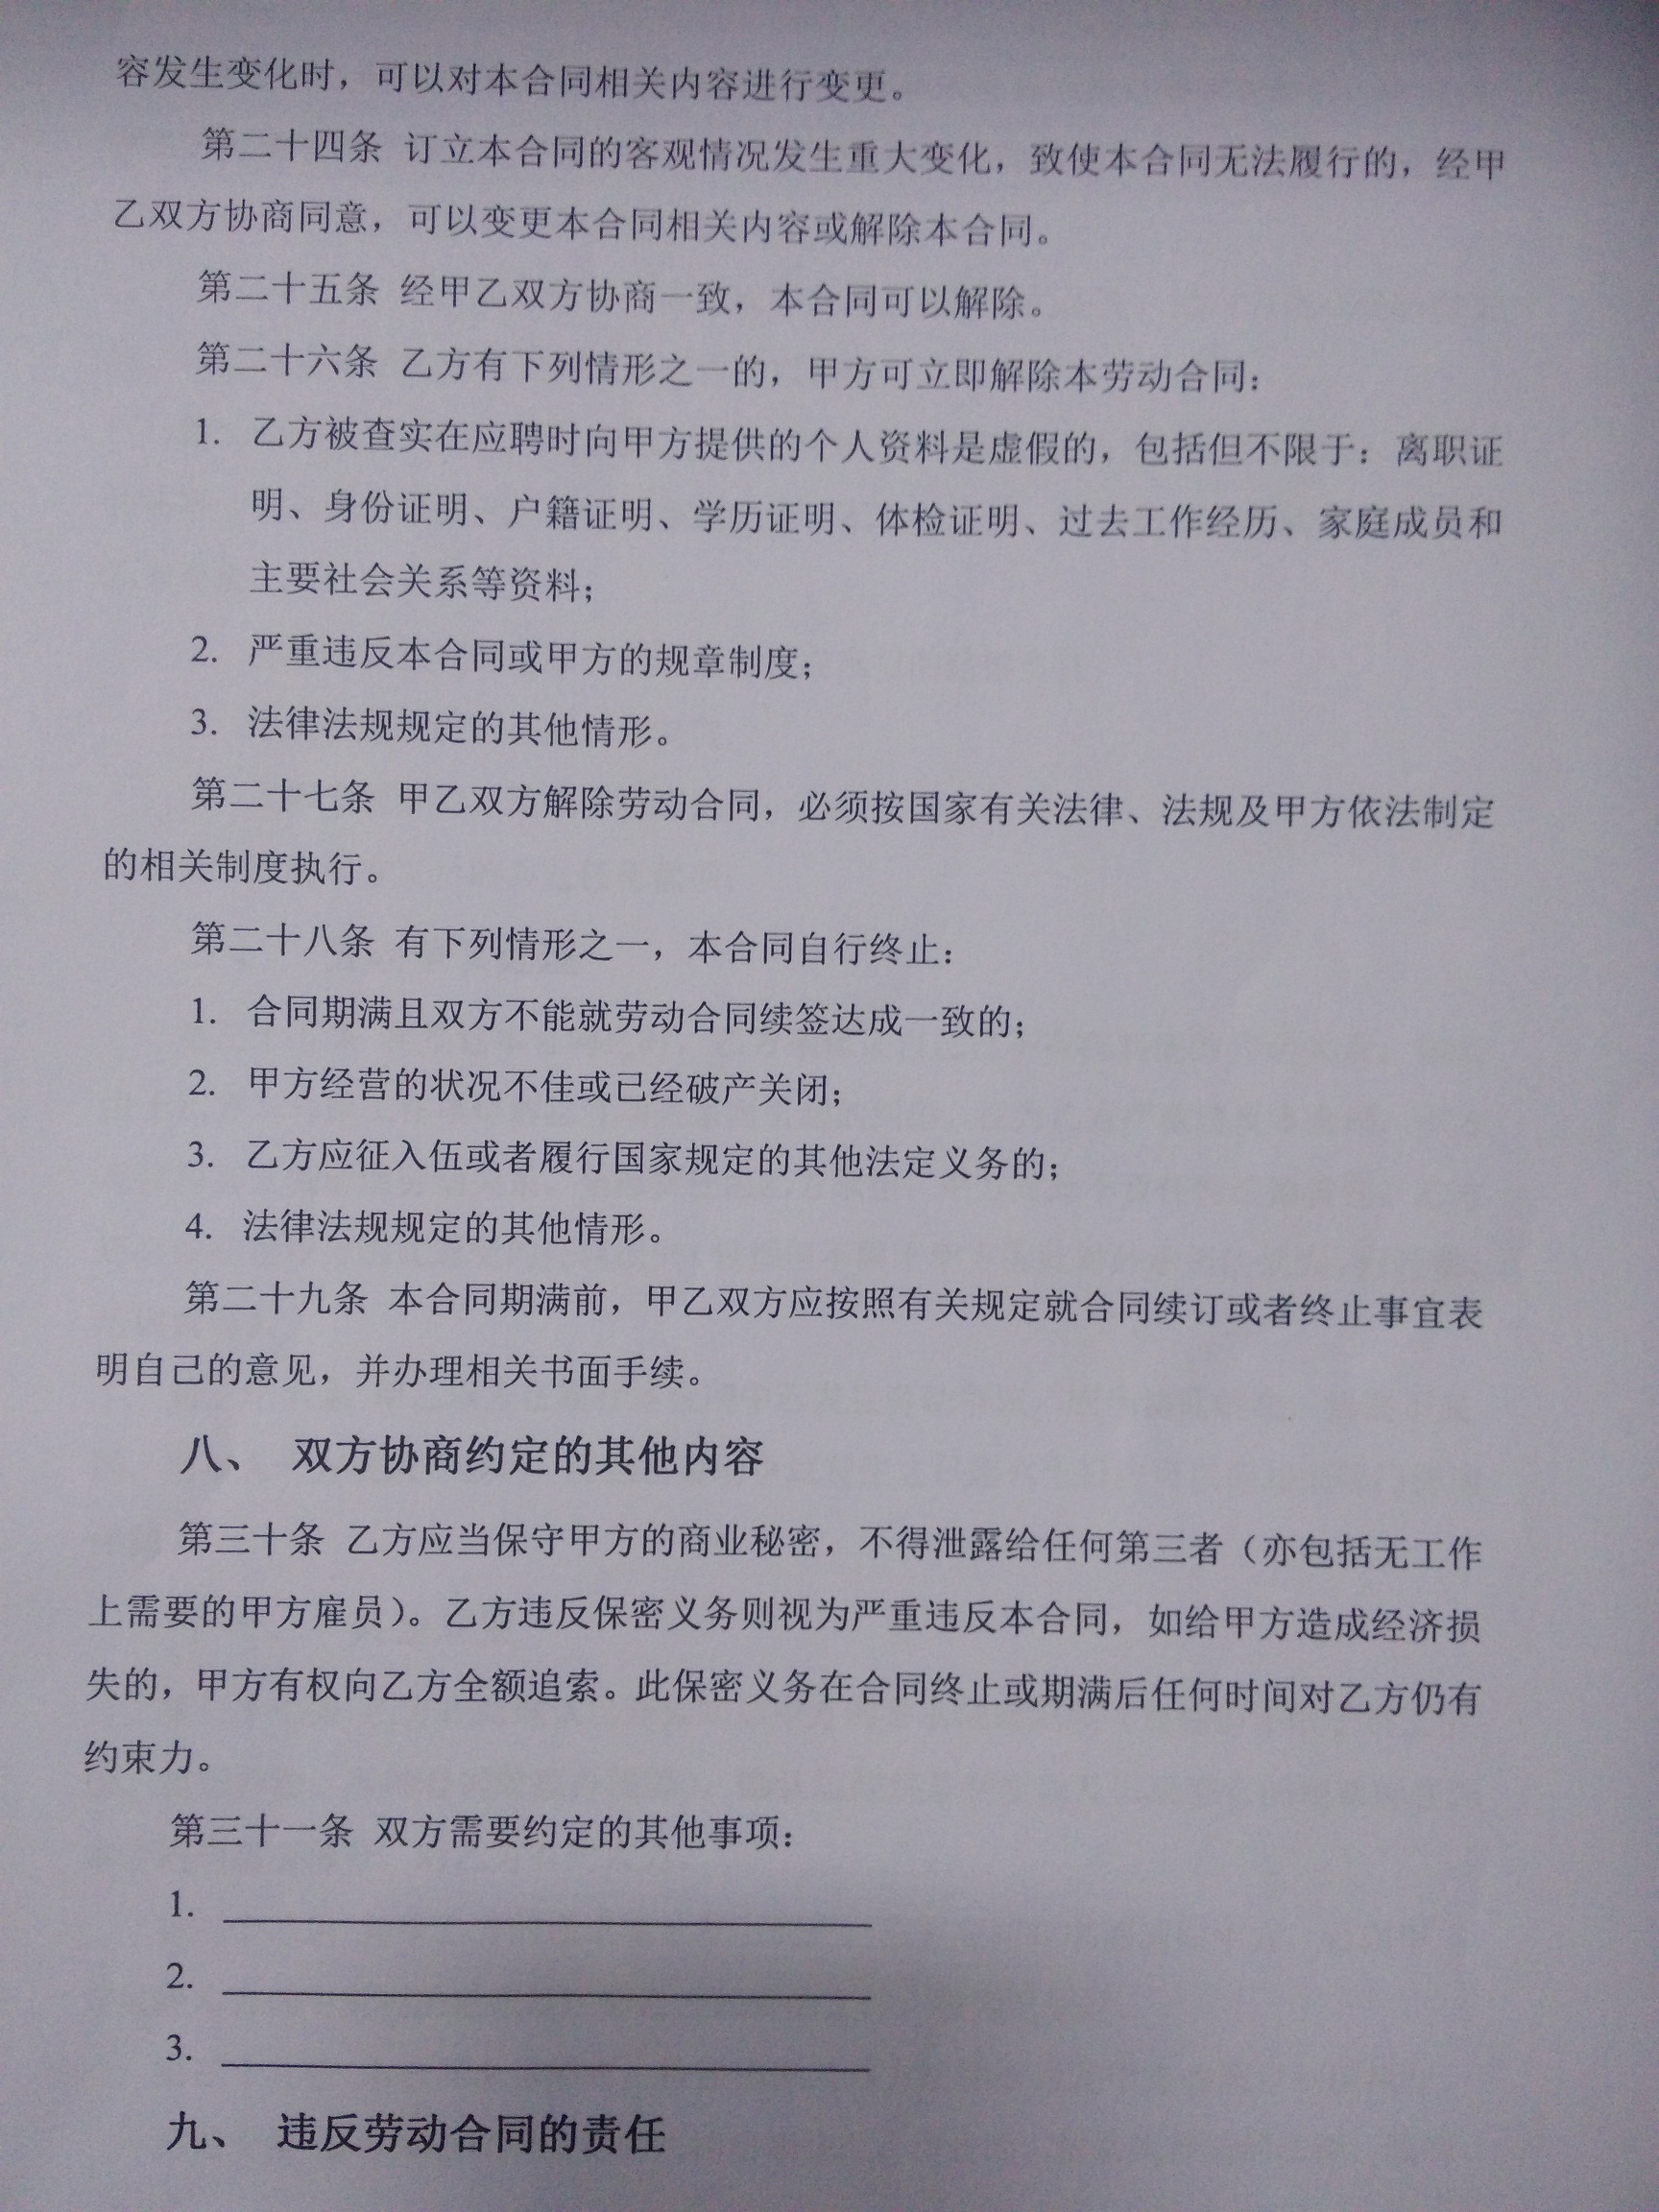 容发生变化时，可以对本合同相关内容进行变更。
第二十四条 订立本合同的客观情况发生重大变化，致使本合同无法履行的，经甲
乙双方协商同意，可以变更本合同相关内容或解除本合同。
第二十五条 经甲乙双方协商一致，本合同可以解除。
第二十六条 乙方有下列情形之一的，甲方可立即解除本劳动合同：
1. 乙方被查实在应聘时向甲方提供的个人资料是虚假的，包括但不限于：离职证
明、身份证明、户籍证明、学历证明、体检证明、过去工作经历、家庭成员和
主要社会关系等资料；
2. 严重违反本合同或甲方的规章制度；
3. 法律法规规定的其他情形。
第二十七条 甲乙双方解除劳动合同，必须按国家有关法律、法规及甲方依法制定
的相关制度执行。
第二十八条 有下列情形之一，本合同自行终止：
1. 合同期满且双方不能就劳动合同续签达成一致的；
2. 甲方经营的状况不佳或已经破产关闭；
3. 乙方应征入伍或者履行国家规定的其他法定义务的；
4. 法律法规规定的其他情形。
第二十九条 本合同期满前，甲乙双方应按照有关规定就合同续订或者终止事宜表
明自己的意见，并办理相关书面手续。
八、 双方协商约定的其他内容
第三十条 乙方应当保守甲方的商业秘密，不得泄露给任何第三者（亦包括无工作
上需要的甲方雇员）。乙方违反保密义务则视为严重违反本合同，如给甲方造成经济损
失的，甲方有权向乙方全额追索。此保密义务在合同终止或期满后任何时间对乙方仍有
约束力。
第三十一条 双方需要约定的其他事项：
1.
2.
3.
九、 违反劳动合同的责任